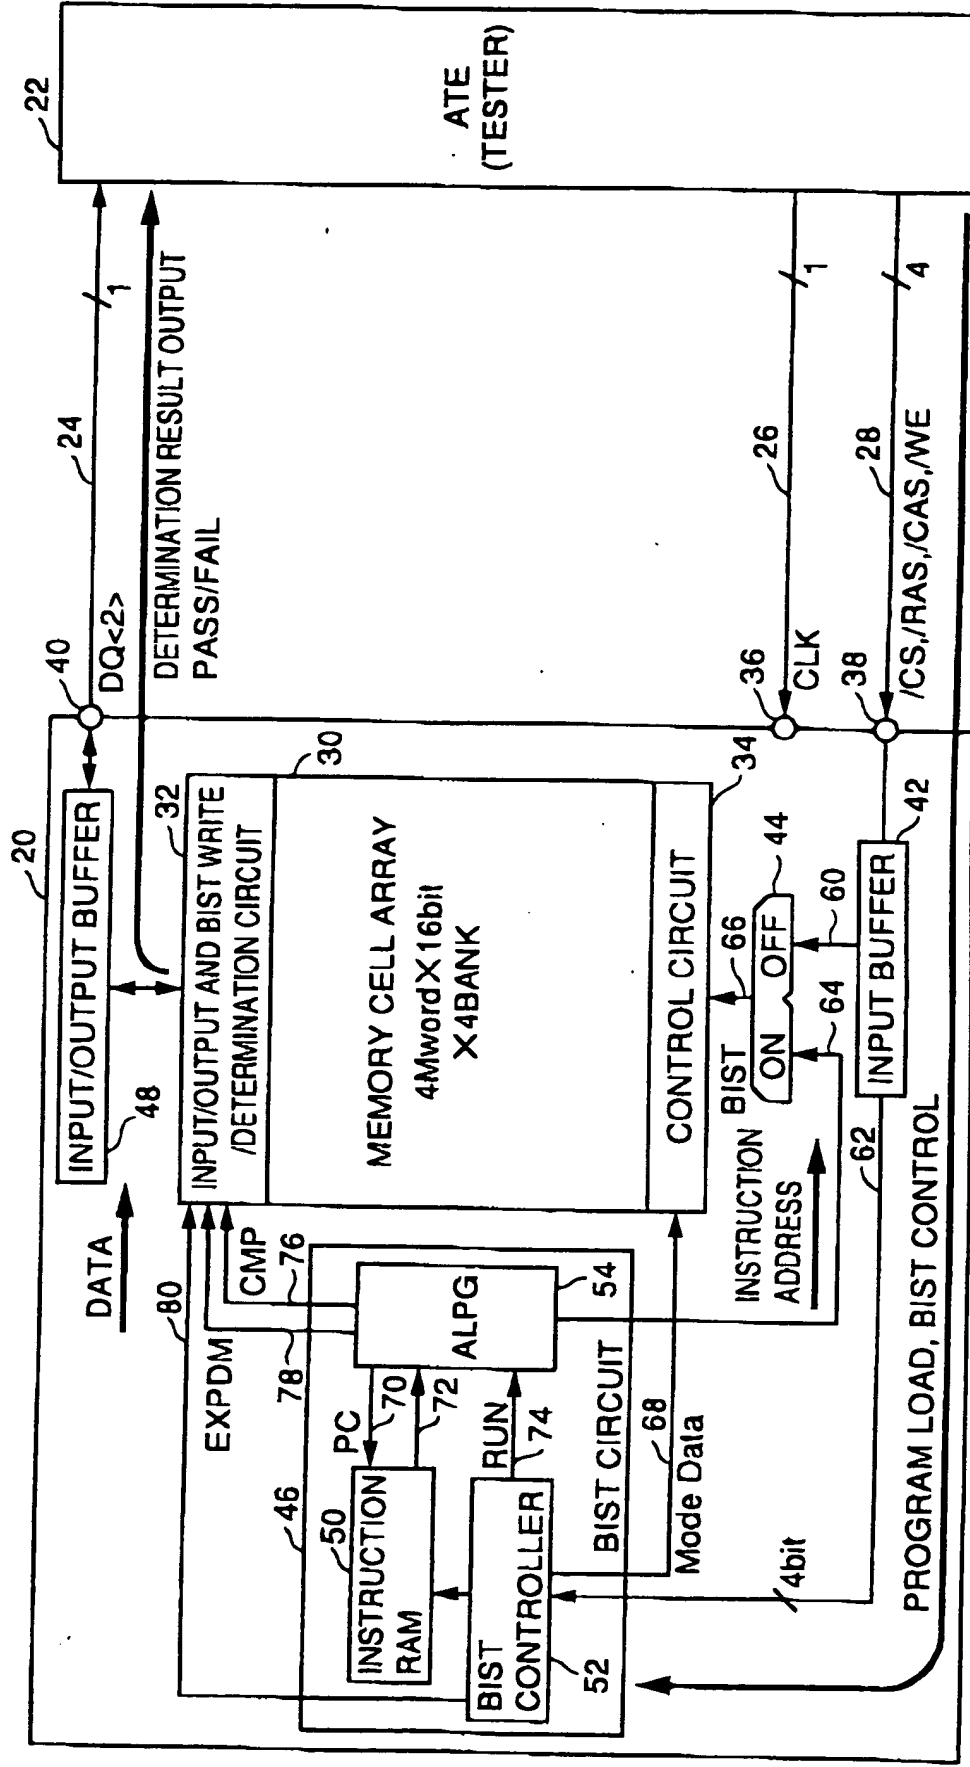 20
48
INPUT/OUTPUT BUFFER
DATA
40
DQ<2>
24
1
22
ATE
(TESTER)
DETERMINATION RESULT OUTPUT
PASS/FAIL
32
INPUT/OUTPUT AND BIST WRITE
/DETERMINATION CIRCUIT
30
MEMORY CELL ARRAY
4Mword×16bit
×4BANK
CONTROL CIRCUIT
34
80
EXPDM
78
CMP
76
46
50
INSTRUCTION
RAM
PC
70
72
ALPG
54
BIST
CONTROLLER
52
RUN
74
BIST CIRCUIT
68
Mode Data
INSTRUCTION
ADDRESS
BIST
66
ON
OFF
44
64
60
36
CLK
26
1
38
/CS,/RAS,/CAS,/WE
28
4
INPUT BUFFER
42
62
4bit
PROGRAM LOAD, BIST CONTROL